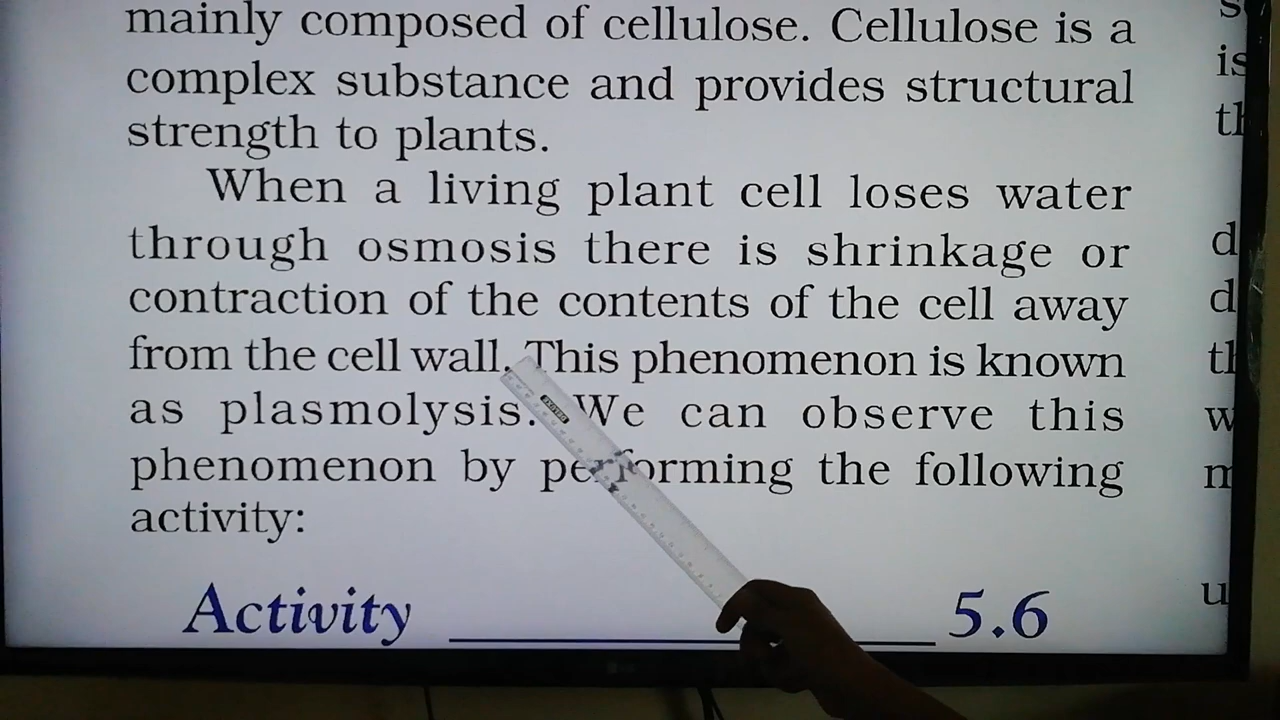 mainly composed of cellulose. Cellulose is a
complex substance and provides structural
strength to plants.
When a living plant cell loses water
through osmosis there is shrinkage or
contraction of the contents of the cell away
from the cell wall. This phenomenon is known
as plasmolysis. We can observe this
phenomenon by performing the following
activity:
Activity 5.6